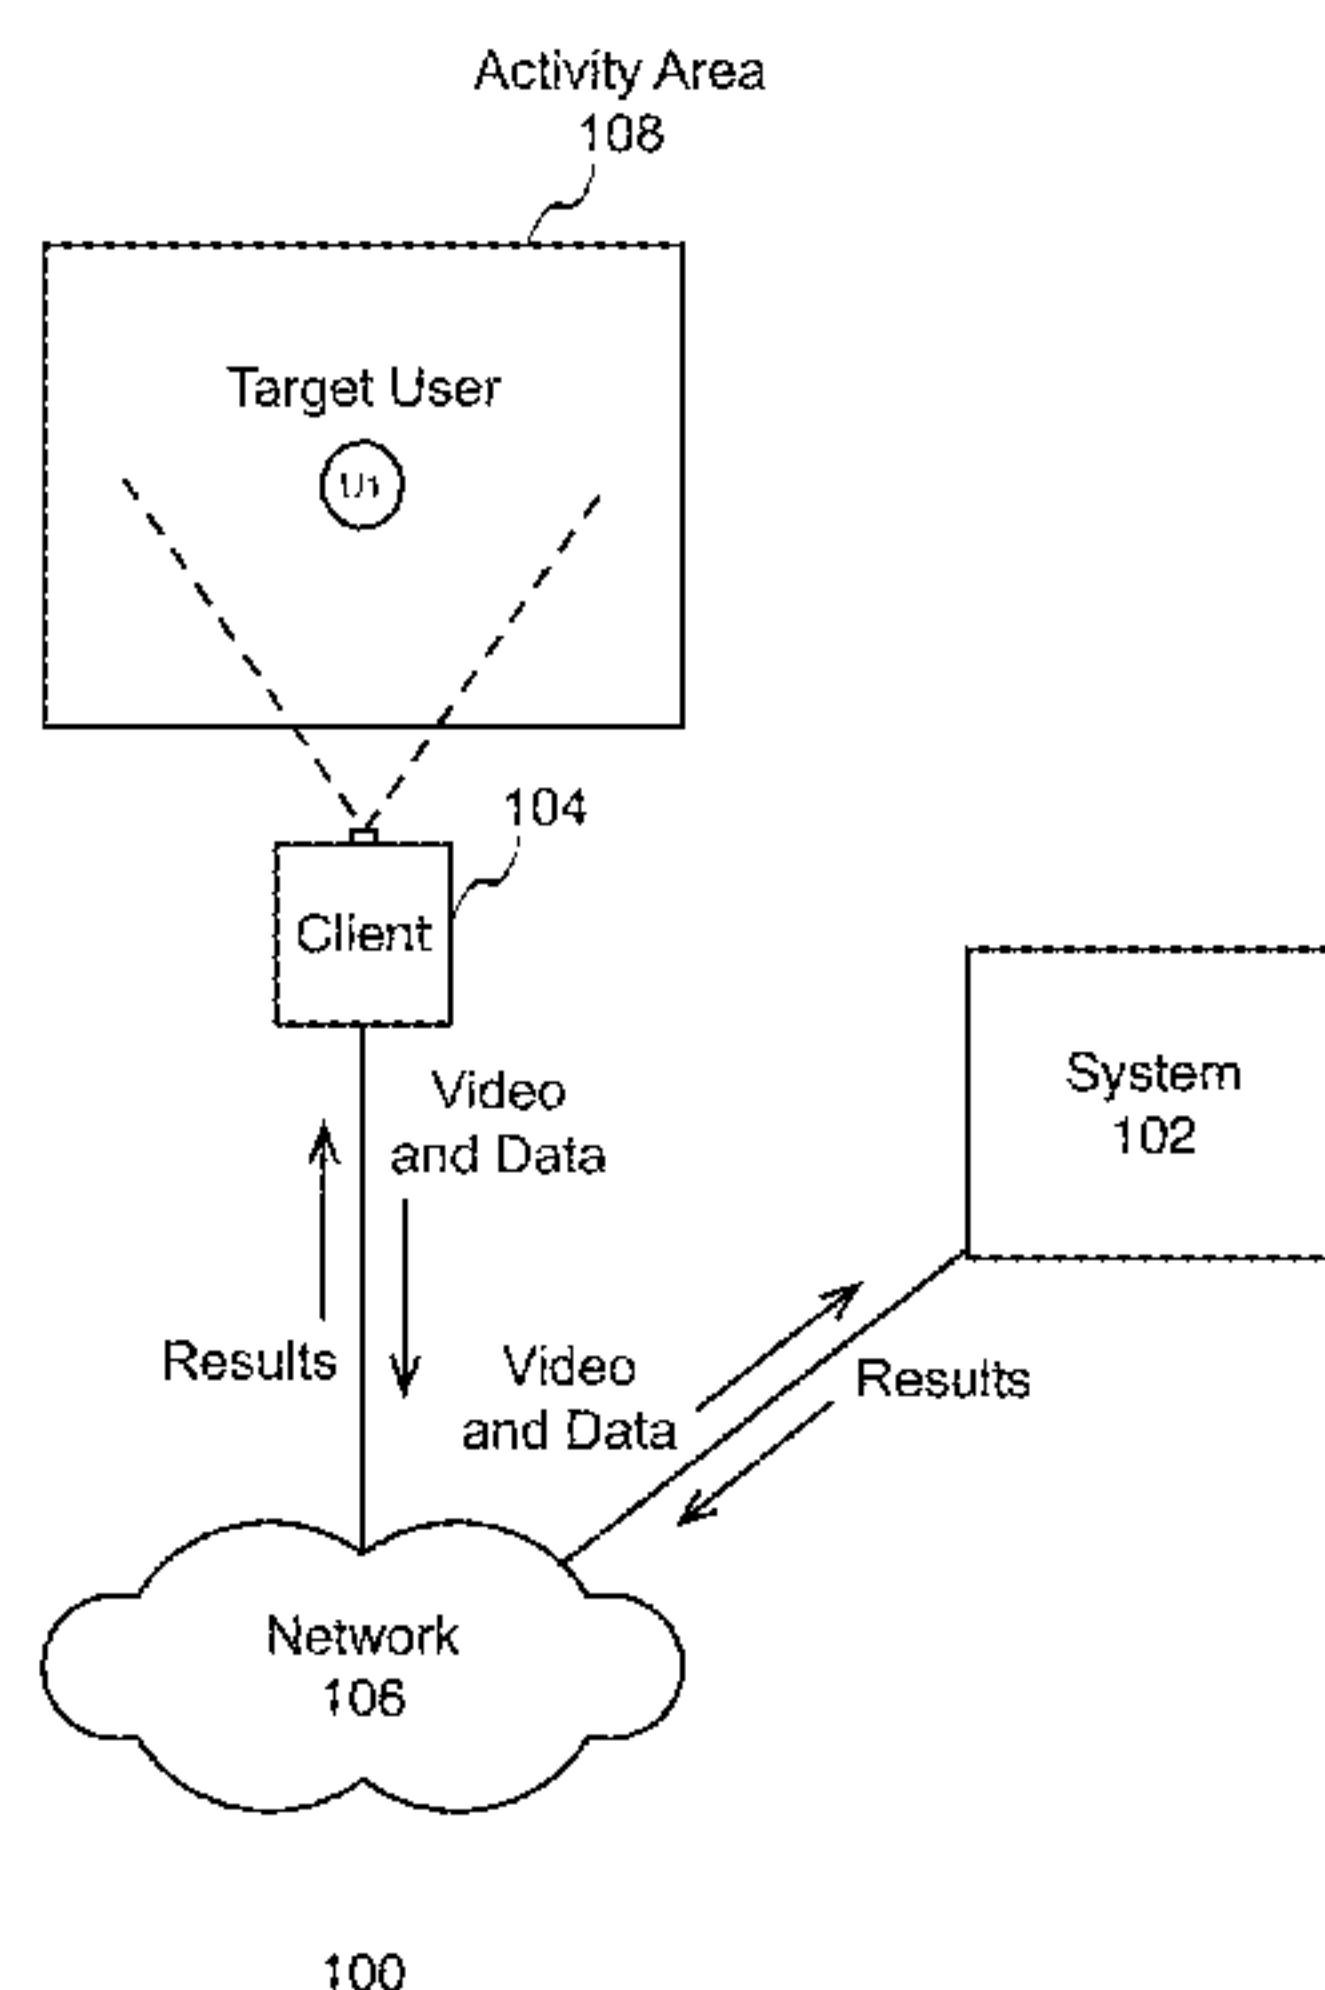 Activity Area
108
Target User
U1
104
Client
System
102
Video
and Data
Results
Video
and Data
Results
Network
106
100